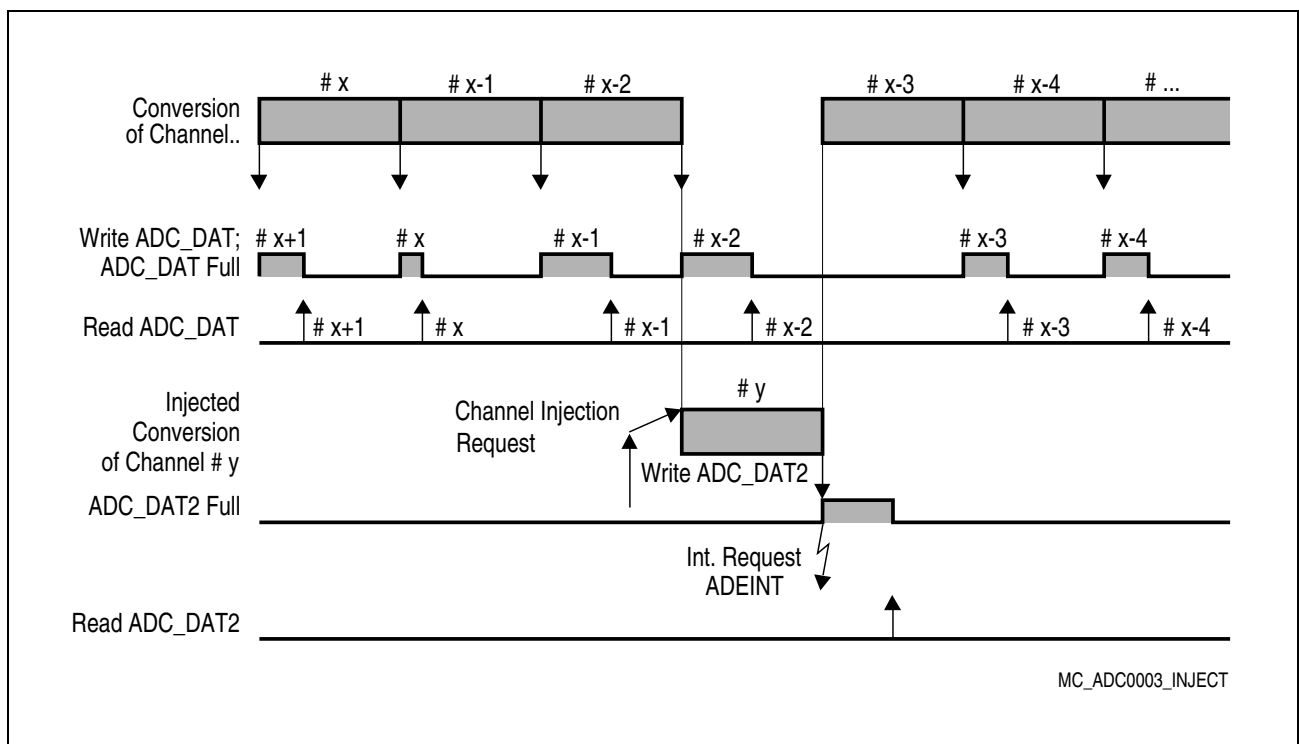 # x # x-1 # x-2 # x-3 # x-4 # ...
Conversion
of Channel..
Write ADC_DAT; # x+1 # x # x-1 # x-2 # x-3 # x-4
ADC_DAT Full
Read ADC_DAT # x+1 # x # x-1 # x-2 # x-3 # x-4
Injected
Conversion
of Channel # y
# y
Channel Injection
Request
Write ADC_DAT2
ADC_DAT2 Full
Int. Request
ADEINT
Read ADC_DAT2
MC_ADC0003_INJECT